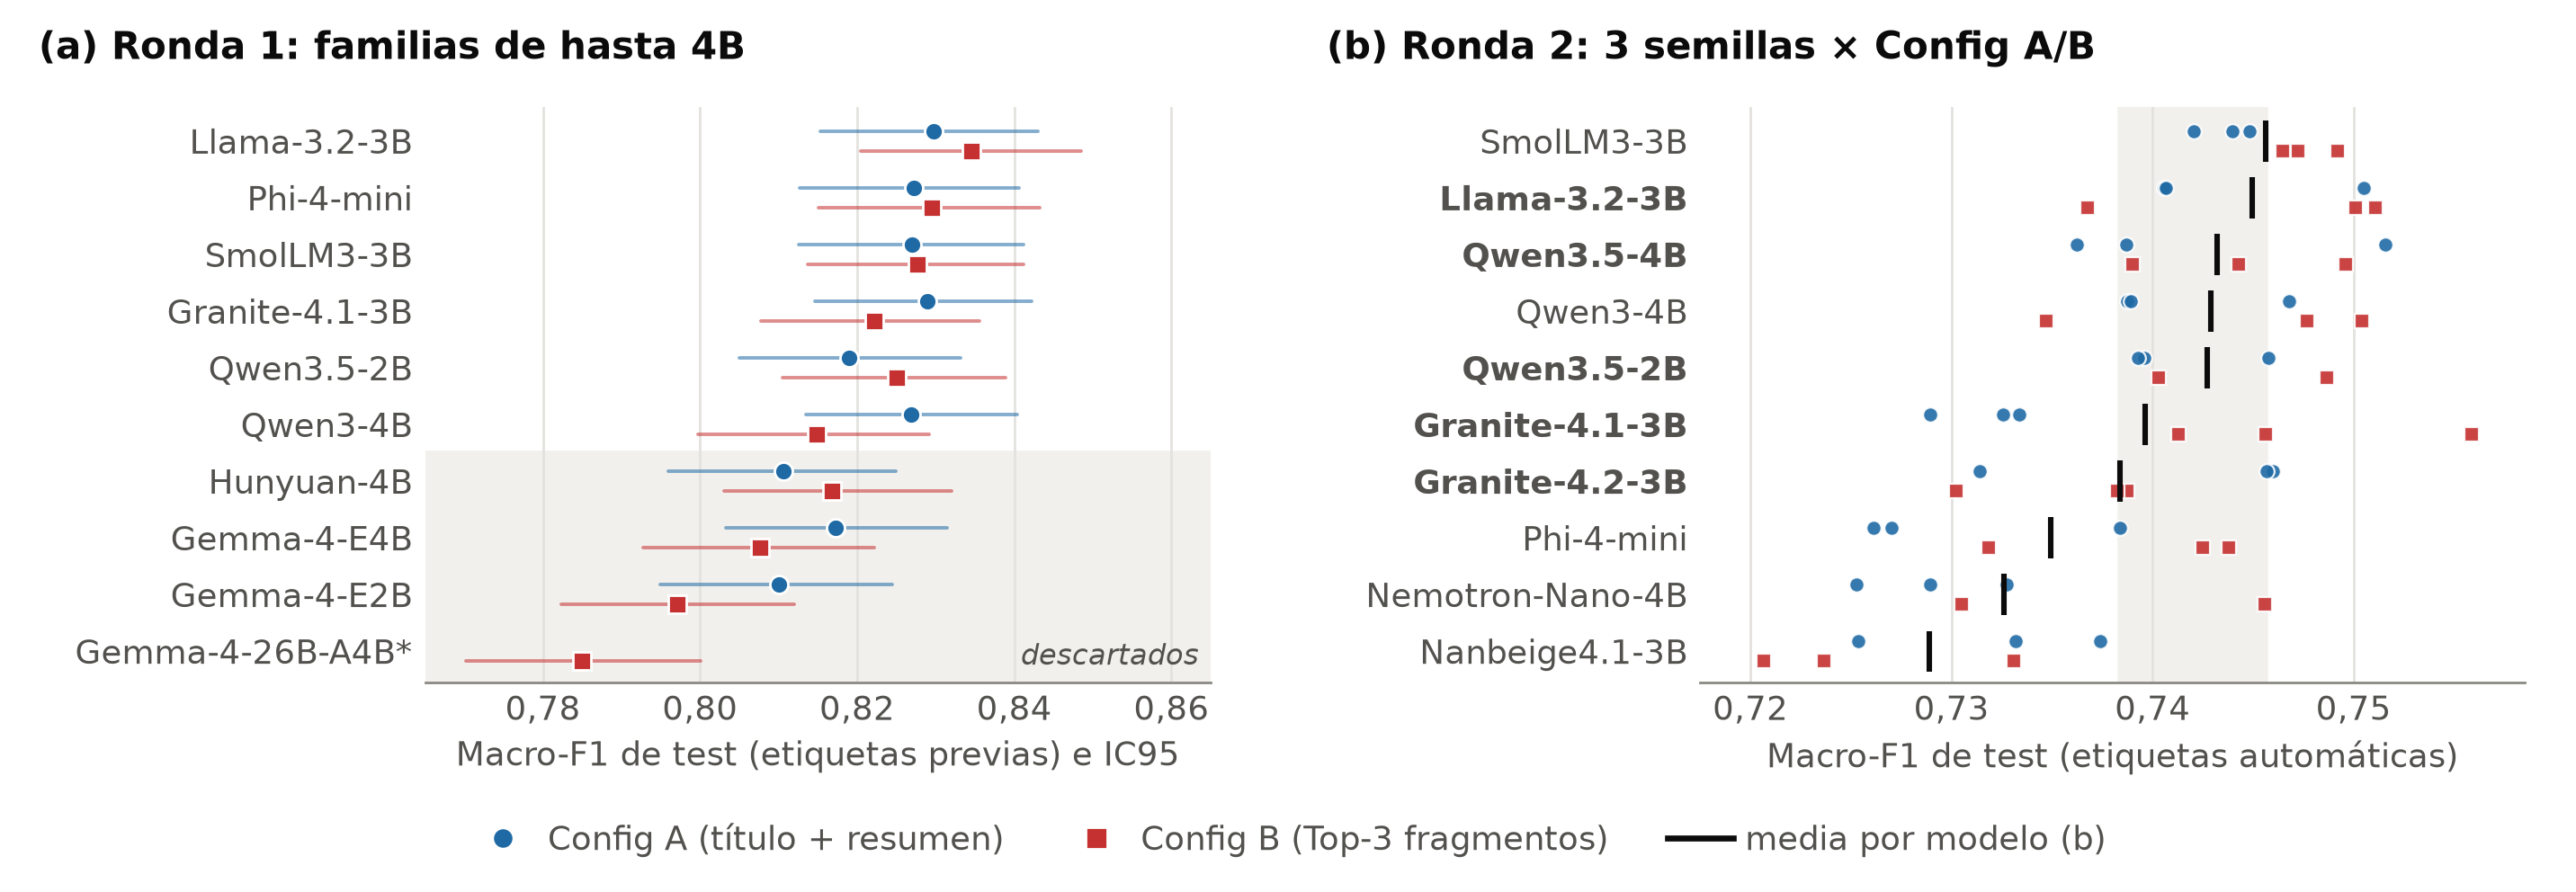 (a) Ronda 1: familias de hasta 4B
Llama-3.2-3B
Phi-4-mini
SmolLM3-3B
Granite-4.1-3B
Qwen3.5-2B
Qwen3-4B
Hunyuan-4B
Gemma-4-E4B
Gemma-4-E2B
Gemma-4-26B-A4B*
descartados
0,78 0,80 0,82 0,84 0,86
Macro-F1 de test (etiquetas previas) e IC95
(b) Ronda 2: 3 semillas × Config A/B
SmolLM3-3B
Llama-3.2-3B
Qwen3.5-4B
Qwen3-4B
Qwen3.5-2B
Granite-4.1-3B
Granite-4.2-3B
Phi-4-mini
Nemotron-Nano-4B
Nanbeige4.1-3B
0,72 0,73 0,74 0,75
Macro-F1 de test (etiquetas automáticas)
Config A (título + resumen)
Config B (Top-3 fragmentos)
media por modelo (b)